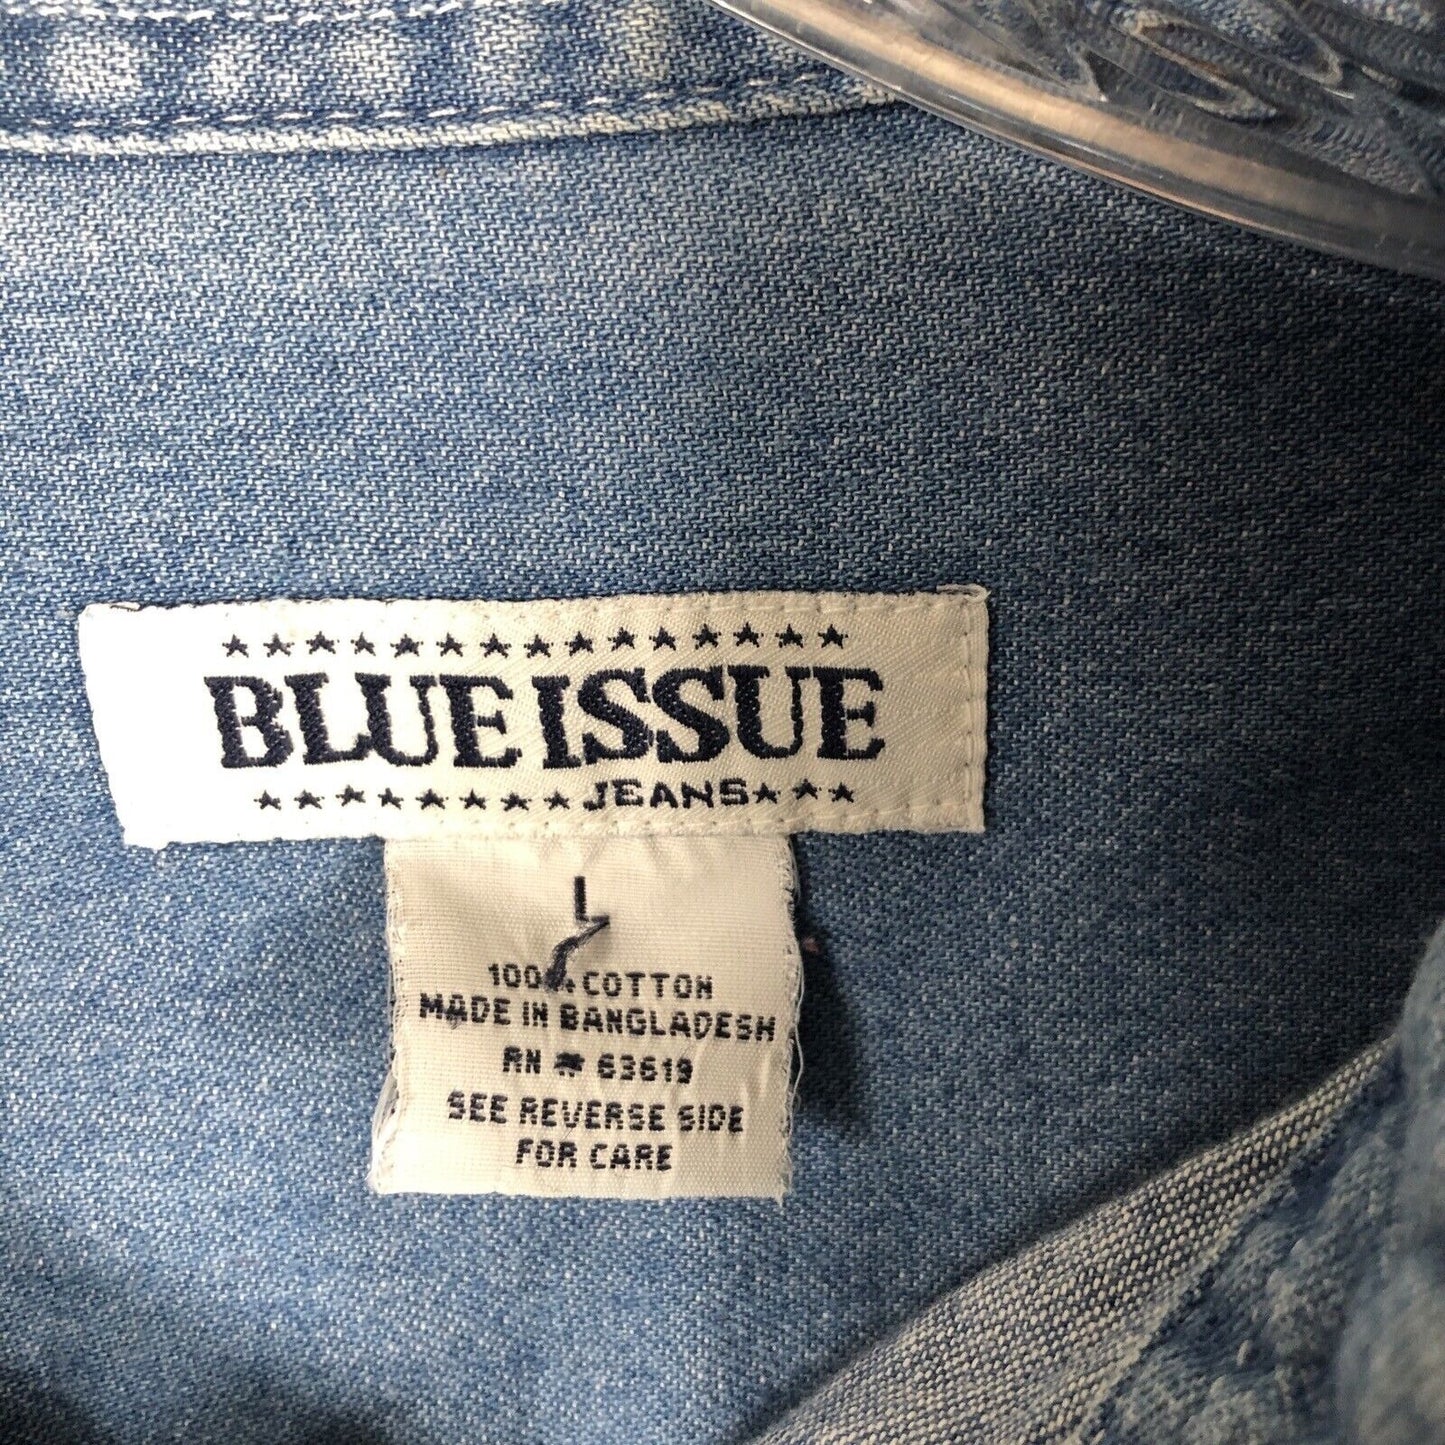 BLUE ISSUE
JEANS
L
100% COTTON
MADE IN BANGLADESH
RN # 63619
SEE REVERSE SIDE
FOR CARE